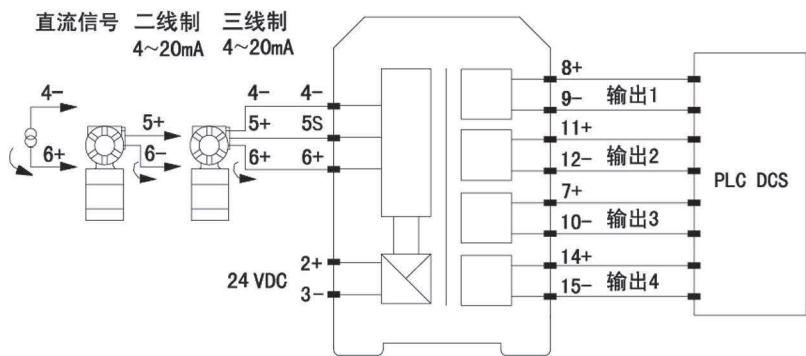 直流信号 二线制 三线制
4~20mA 4~20mA
4-
6+
5+
6-
4- 4-
5+ 5S
6+ 6+
24 VDC
2+
3-
8+
9- 输出1
11+
12- 输出2
7+
10- 输出3
14+
15- 输出4
PLC DCS